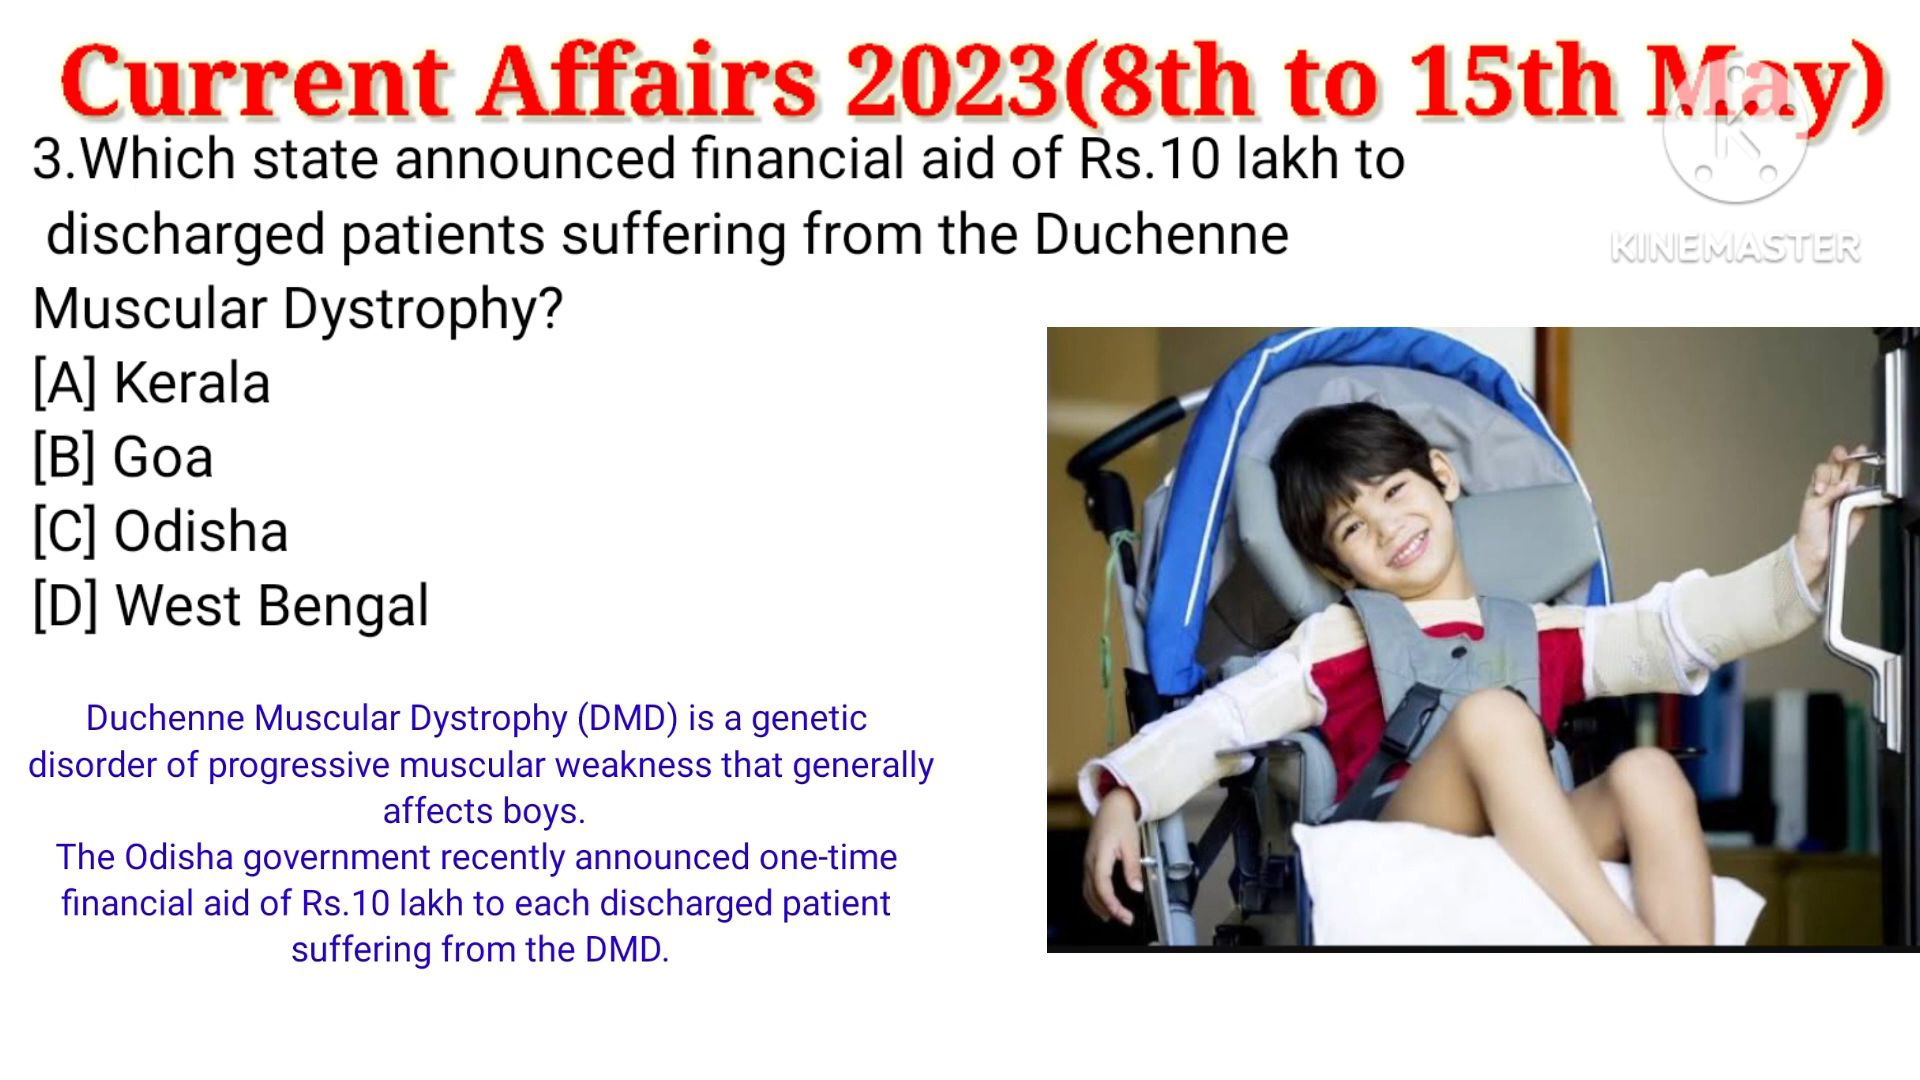 Current Affairs 2023(8th to 15th May)
3.Which state announced financial aid of Rs.10 lakh to
discharged patients suffering from the Duchenne
Muscular Dystrophy?
[A] Kerala
[B] Goa
[C] Odisha
[D] West Bengal
Duchenne Muscular Dystrophy (DMD) is a genetic
disorder of progressive muscular weakness that generally
affects boys.
The Odisha government recently announced one-time
financial aid of Rs.10 lakh to each discharged patient
suffering from the DMD.
K
KINEMASTER